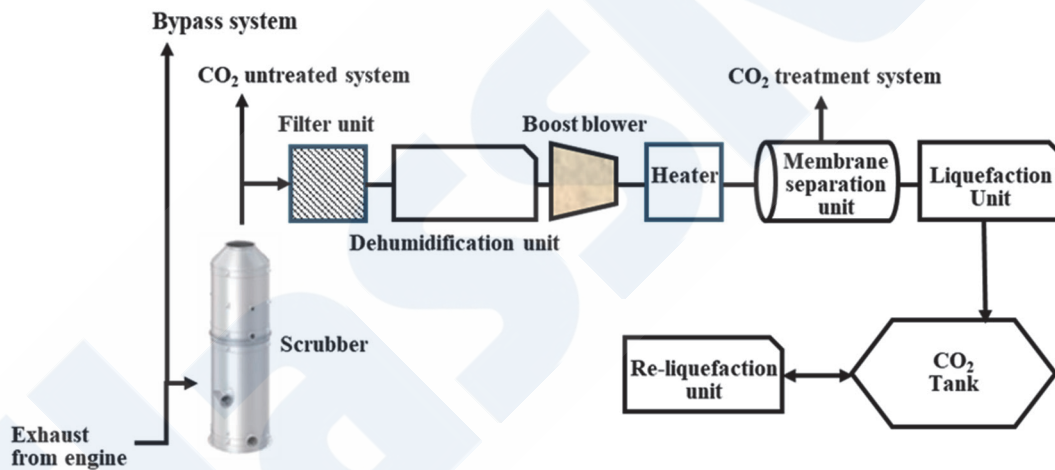 Bypass system
CO₂ untreated system
CO₂ treatment system
Filter unit
Boost blower
Heater
Membrane
separation
unit
Liquefaction
Unit
Dehumidification unit
Scrubber
Re-liquefaction
unit
CO₂
Tank
Exhaust
from engine